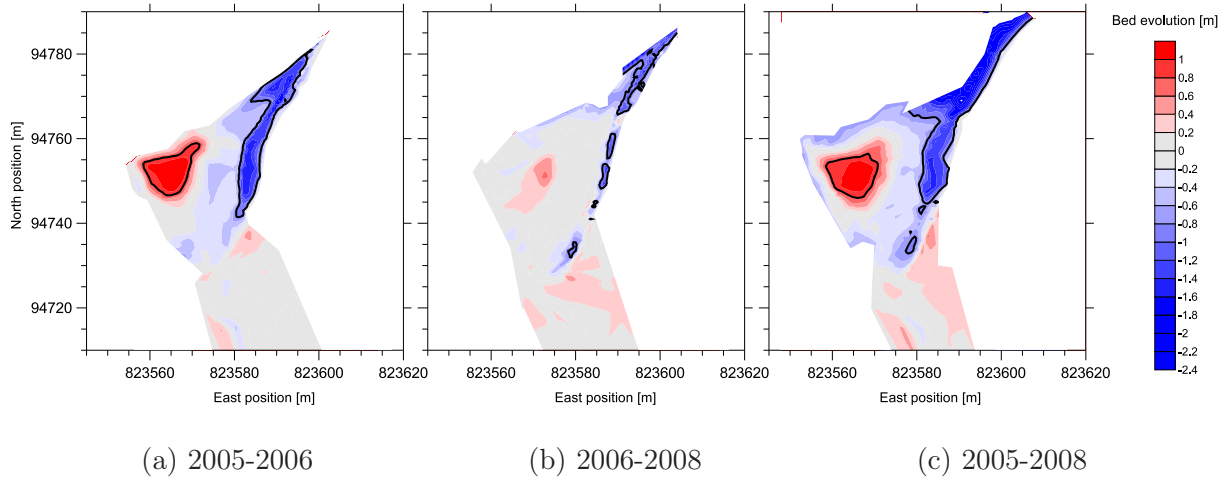 Bed evolution [m]
North position [m]
94780
94760
94740
94720
823560 823580 823600 823620
823560 823580 823600 823620
823560 823580 823600 823620
East position [m]
East position [m]
East position [m]
1
0.8
0.6
0.4
0.2
0
-0.2
-0.4
-0.6
-0.8
-1
-1.2
-1.4
-1.6
-1.8
-2
-2.2
-2.4
(a) 2005-2006
(b) 2006-2008
(c) 2005-2008